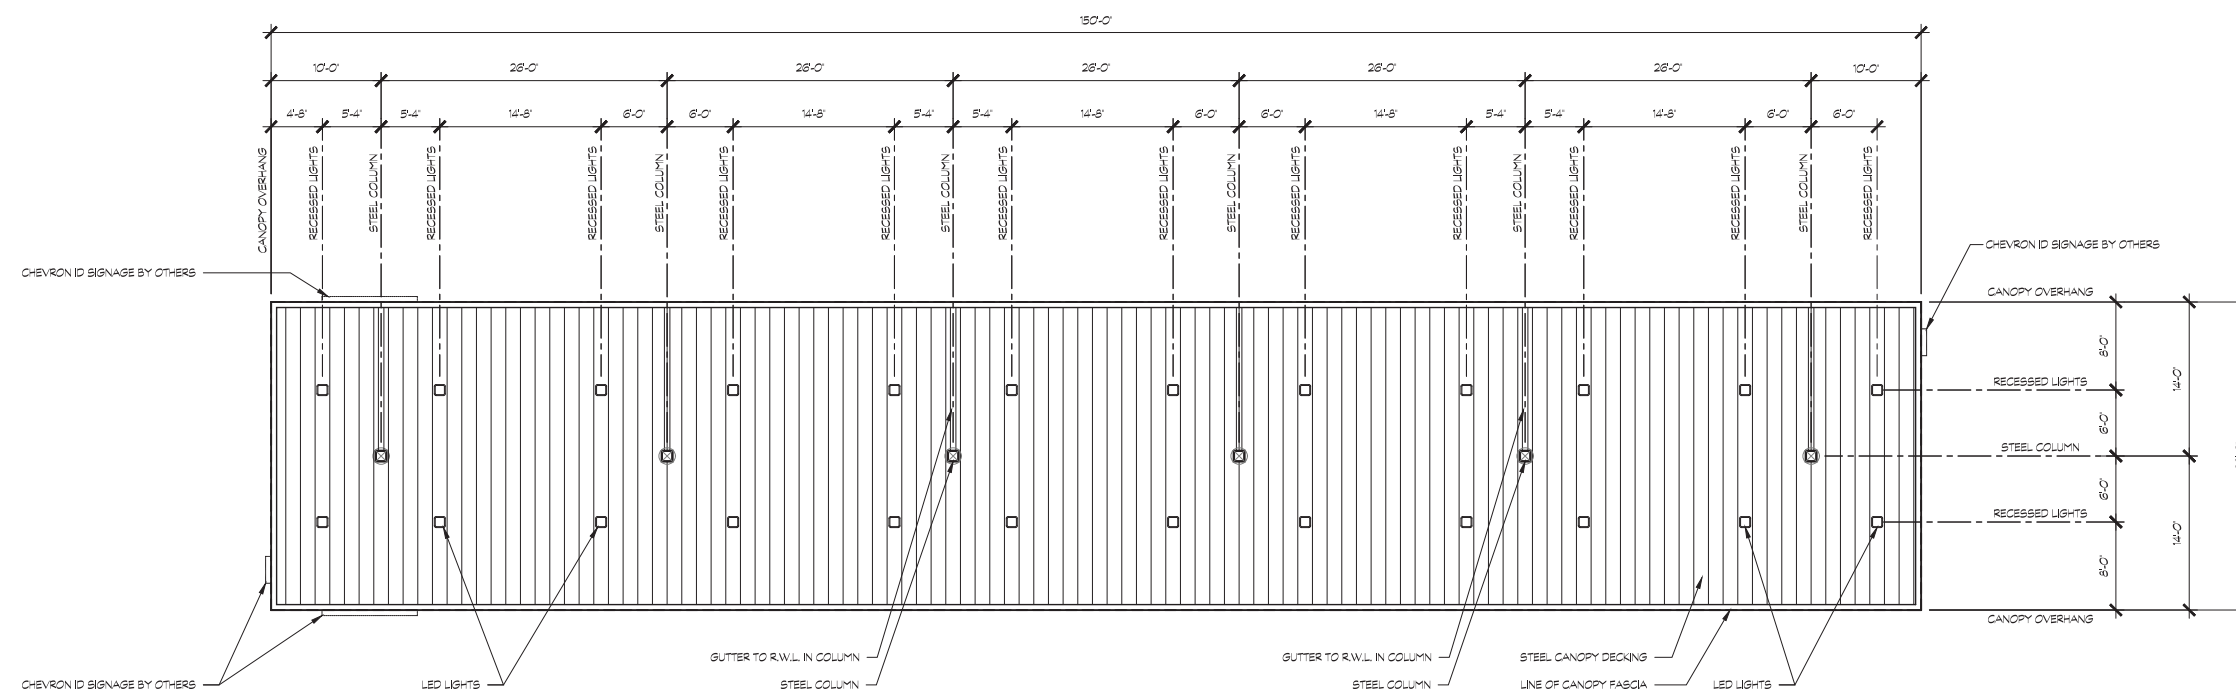 150'-0"
10'-0" 26'-0" 26'-0" 26'-0" 26'-0" 26'-0" 10'-0"
4'-8" 5'-4" 5'-4" 14'-8" 6'-0" 6'-0" 14'-8" 5'-4" 5'-4" 14'-8" 6'-0" 6'-0" 14'-8" 5'-4" 5'-4" 14'-8" 6'-0" 6'-0"
CANOPY OVERHANG
RECESSED LIGHTS
STEEL COLUMN
RECESSED LIGHTS
RECESSED LIGHTS
STEEL COLUMN
RECESSED LIGHTS
RECESSED LIGHTS
STEEL COLUMN
RECESSED LIGHTS
RECESSED LIGHTS
STEEL COLUMN
RECESSED LIGHTS
RECESSED LIGHTS
STEEL COLUMN
RECESSED LIGHTS
RECESSED LIGHTS
STEEL COLUMN
RECESSED LIGHTS
CHEVRON ID SIGNAGE BY OTHERS
CHEVRON ID SIGNAGE BY OTHERS
CANOPY OVERHANG
8'-0"
RECESSED LIGHTS
14'-0"
6'-0"
STEEL COLUMN
6'-0"
RECESSED LIGHTS
14'-0"
8'-0"
CANOPY OVERHANG
GUTTER TO R.W.L. IN COLUMN
GUTTER TO R.W.L. IN COLUMN
STEEL CANOPY DECKING
CHEVRON ID SIGNAGE BY OTHERS
LED LIGHTS
STEEL COLUMN
STEEL COLUMN
LINE OF CANOPY FASCIA
LED LIGHTS